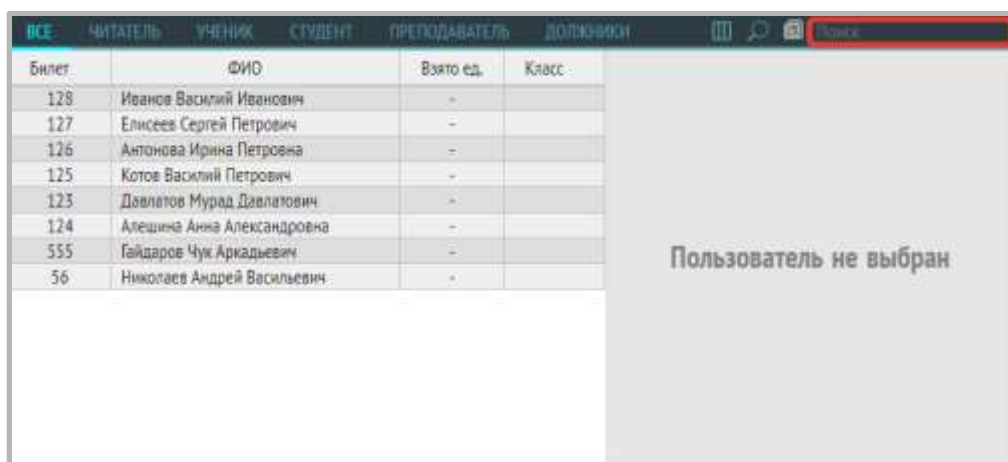 ВСЕ ЧИТАТЕЛЬ УЧЕНИК СТУДЕНТ ПРЕПОДАВАТЕЛЬ ДОЛЖНИКИ Поиск
Билет ФИО Взято ед. Класс
128 Иванов Василий Иванович -
127 Елисеев Сергей Петрович -
126 Антонова Ирина Петровна -
125 Котов Василий Петрович -
123 Давлатов Мурад Давлатович -
124 Алешина Анна Александровна -
555 Гайдаров Чук Аркадьевич -
56 Николаев Андрей Васильевич -
Пользователь не выбран